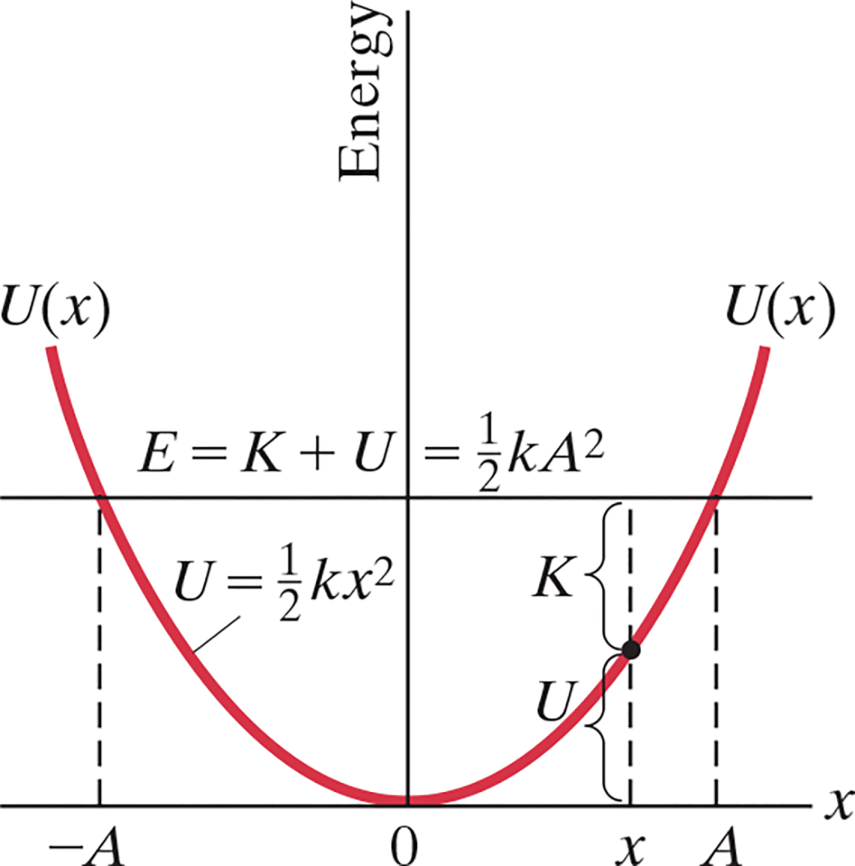 Energy
U(x)
U(x)
E = K + U = ½kA²
U = ½kx²
K
U
x
−A
0
x
A